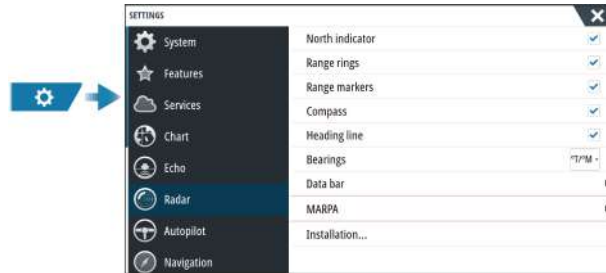 SETTINGS
System
Features
Services
Chart
Echo
Radar
Autopilot
Navigation
North indicator
Range rings
Range markers
Compass
Heading line
Bearings
°T/°M
Data bar
MARPA
Installation...